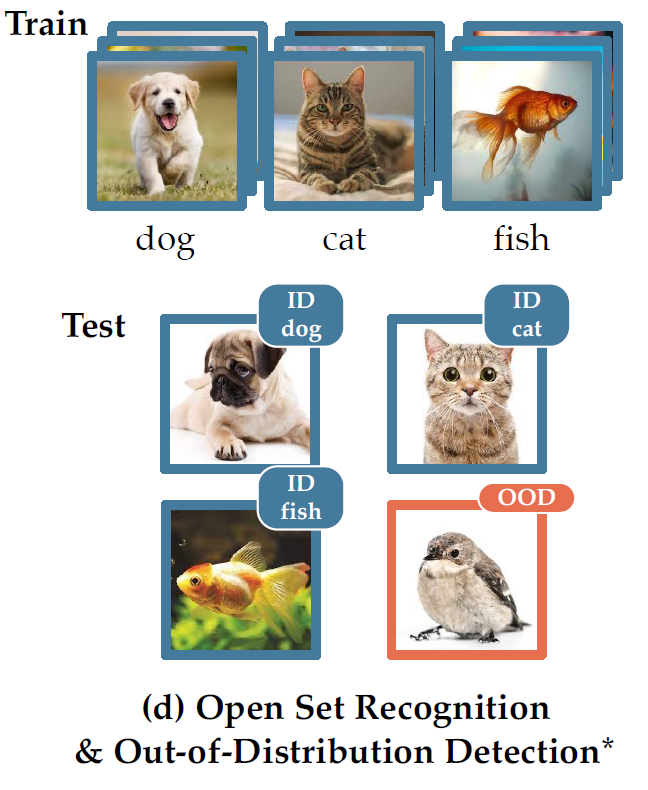 Train
dog
cat
fish
Test
ID
dog
ID
cat
ID
fish
OOD
(d) Open Set Recognition
& Out-of-Distribution Detection*